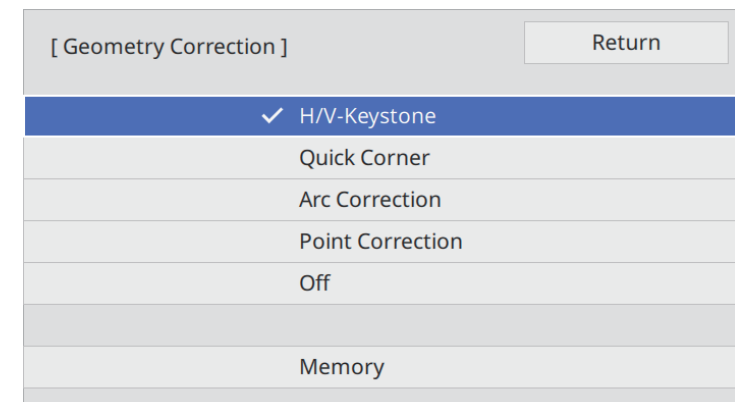 [ Geometry Correction ]
Return
H/V-Keystone
Quick Corner
Arc Correction
Point Correction
Off
Memory